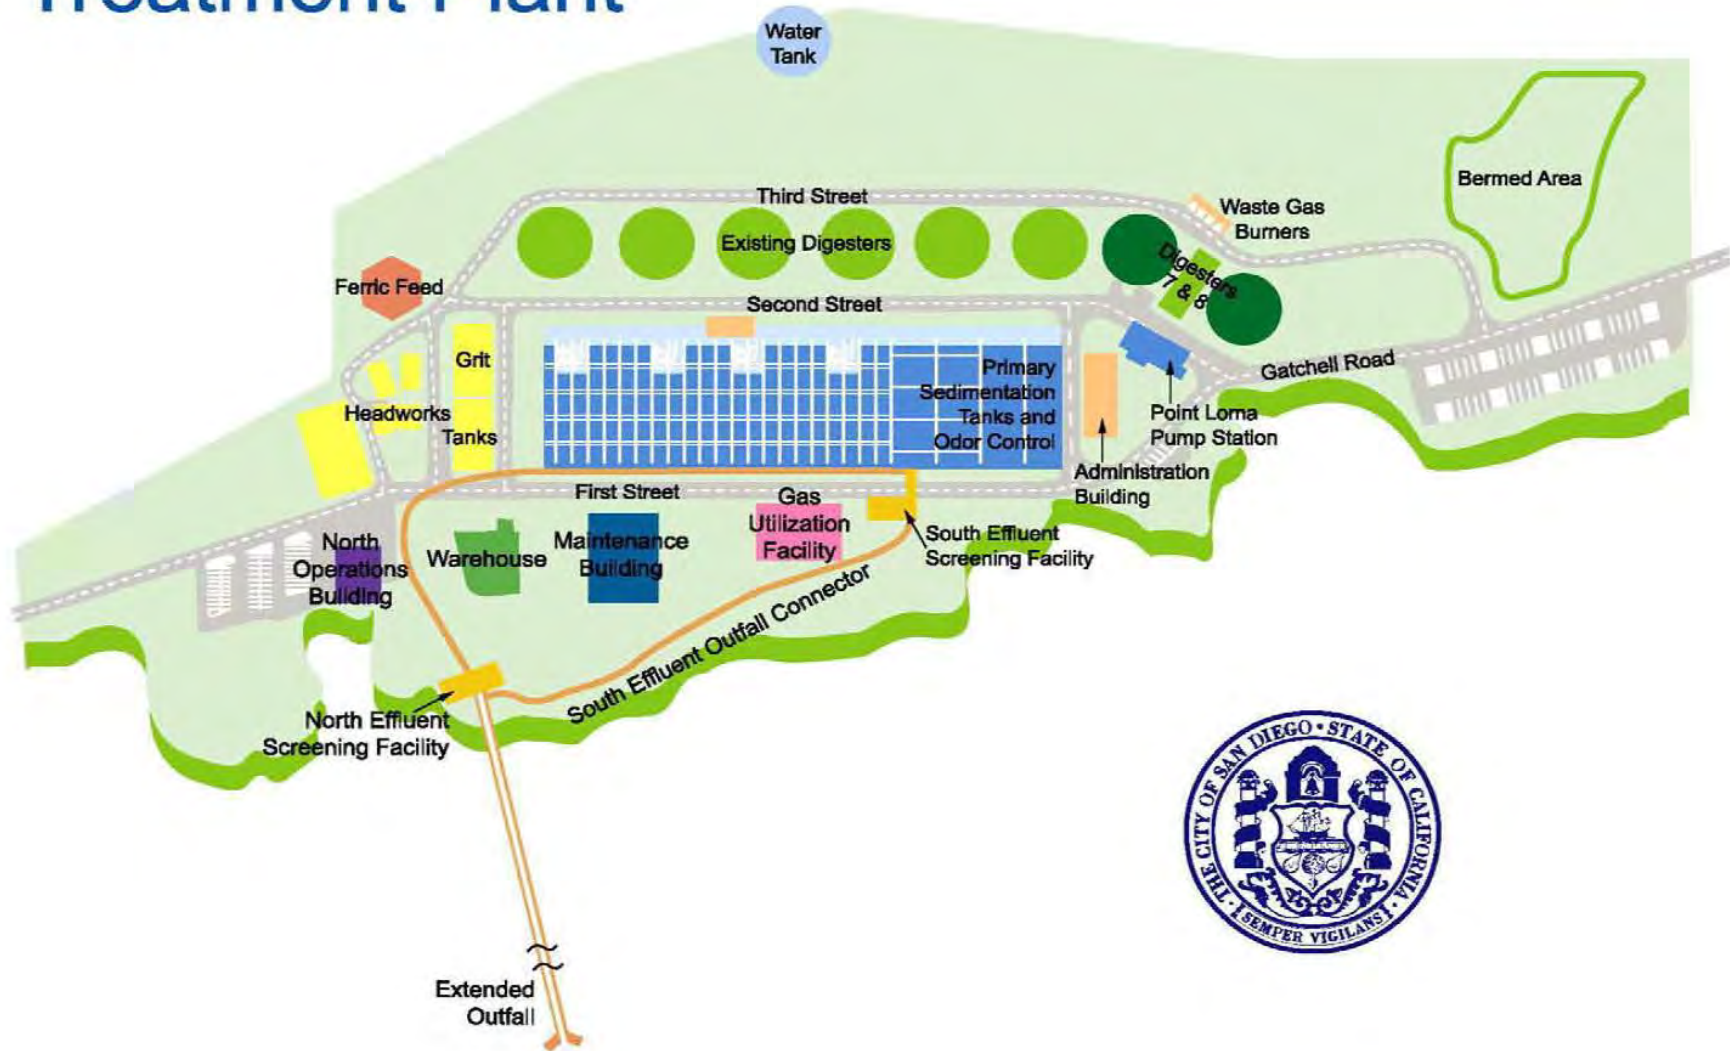 Treatment Plant
Water
Tank
Bermed Area
Third Street
Waste Gas
Burners
Existing Digesters
Digesters
7 & 8
Ferric Feed
Second Street
Grit
Tanks
Headworks
Primary
Sedimentation
Tanks and
Odor Control
Gatchell Road
Point Loma
Pump Station
Administration
Building
First Street
Gas
Utilization
Facility
South Effluent
Screening Facility
North
Operations
Building
Warehouse
Maintenance
Building
South Effluent Outfall Connector
North Effluent
Screening Facility
Extended
Outfall
THE CITY OF SAN DIEGO • STATE OF CALIFORNIA
SEMPER VIGILANS